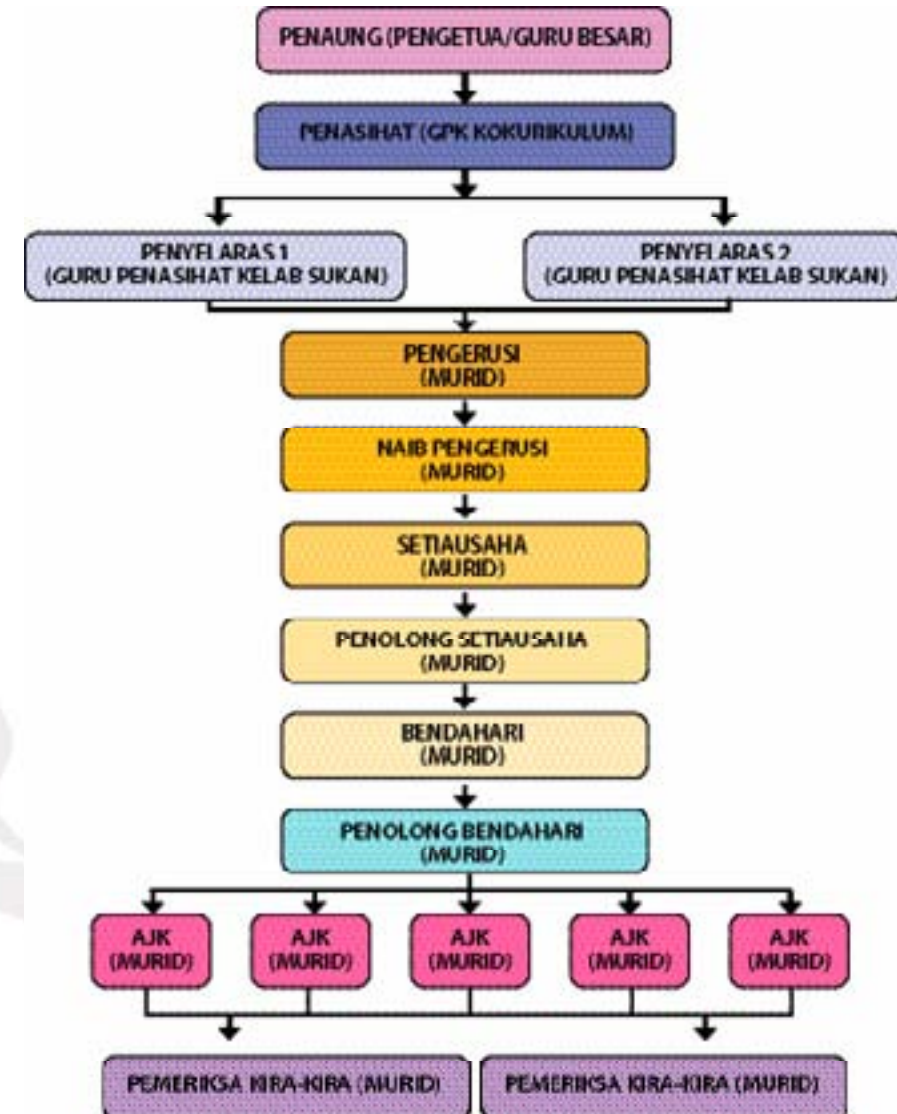 PENAUNG (PENGETUA/GURU BESAR)
PENASIHAT (GPK KOKURIKULUM)
PENYELARAS 1
(GURU PENASIHAT KELAB SUKAN)
PENYELARAS 2
(GURU PENASIHAT KELAB SUKAN)
PENGERUSI
(MURID)
NAIB PENGERUSI
(MURID)
SETIAUSAHA
(MURID)
PENOLONG SETIAUSAHA
(MURID)
BENDAHARI
(MURID)
PENOLONG BENDAHARI
(MURID)
AJK
(MURID)
AJK
(MURID)
AJK
(MURID)
AJK
(MURID)
AJK
(MURID)
PEMERIKSA KIRA-KIRA (MURID)
PEMERIKSA KIRA-KIRA (MURID)